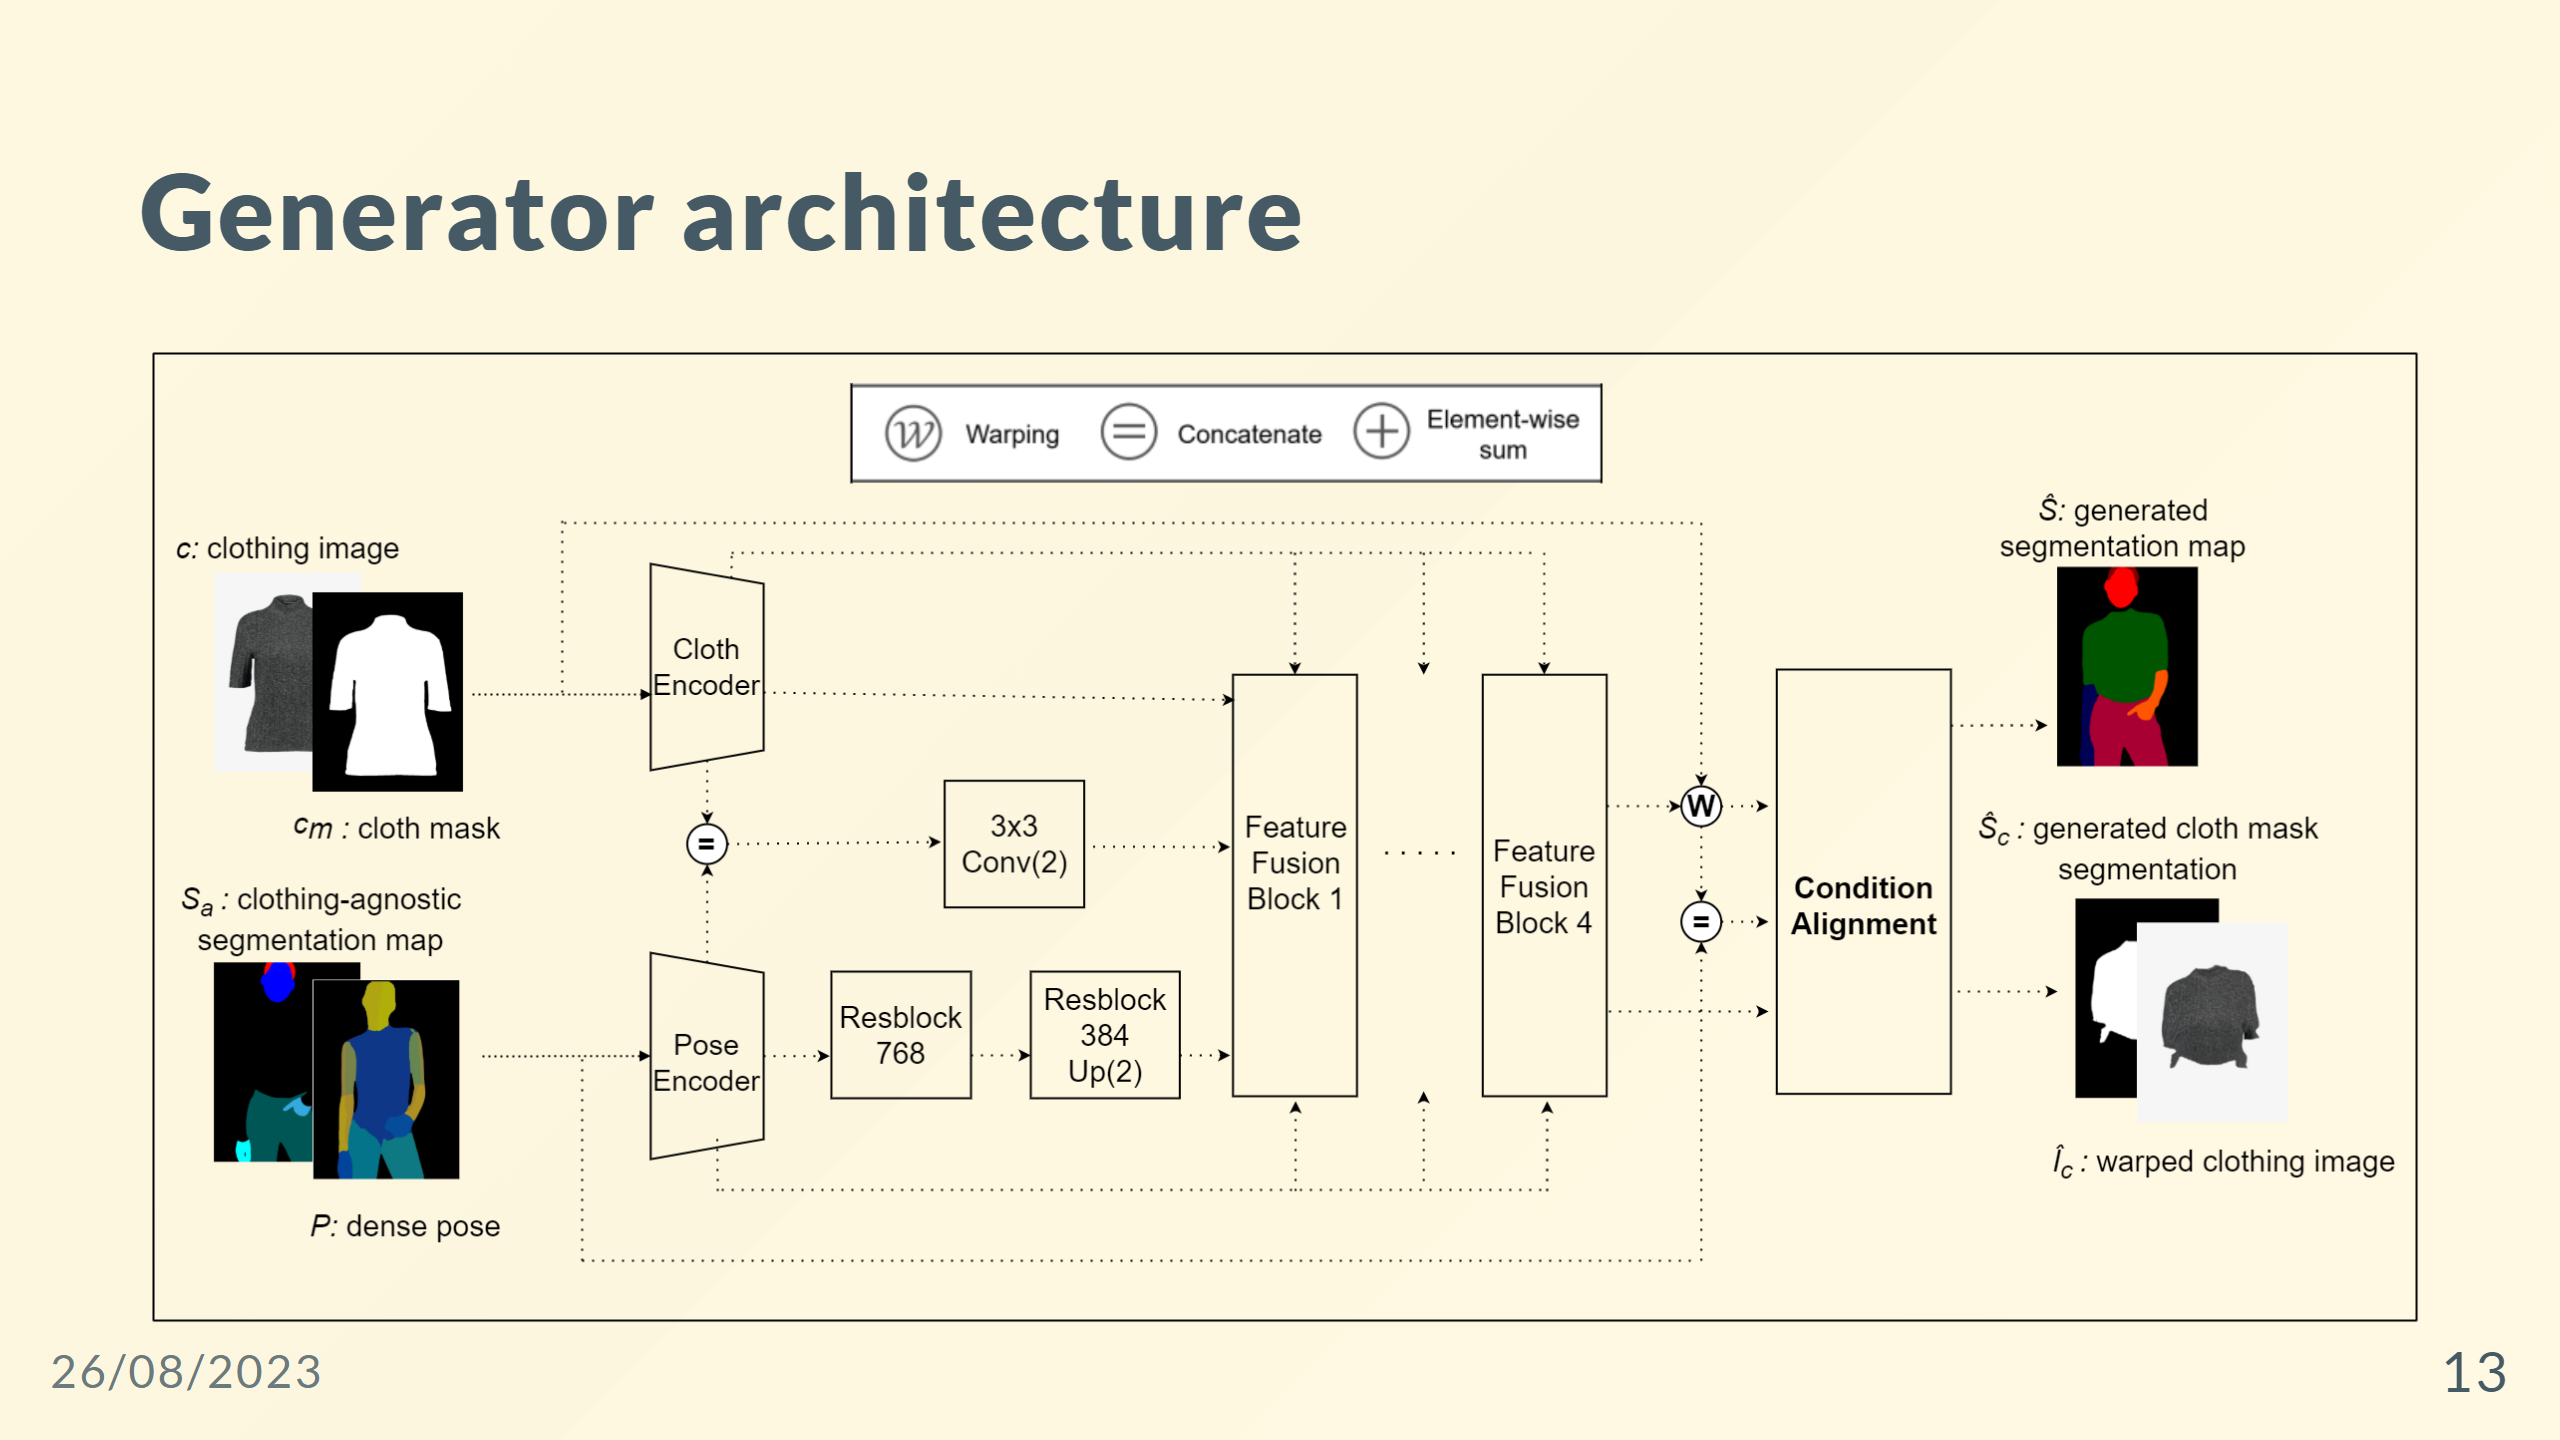 Generator architecture
W Warping = Concatenate + Element-wise
sum
c: clothing image
cm : cloth mask
Sa : clothing-agnostic
segmentation map
P: dense pose
Cloth
Encoder
=
3x3
Conv(2)
Pose
Encoder
Resblock
768
Resblock
384
Up(2)
Feature
Fusion
Block 1
. . . . .
Feature
Fusion
Block 4
W
=
Condition
Alignment
Ŝ: generated
segmentation map
Ŝc : generated cloth mask
segmentation
Îc : warped clothing image
26/08/2023
13